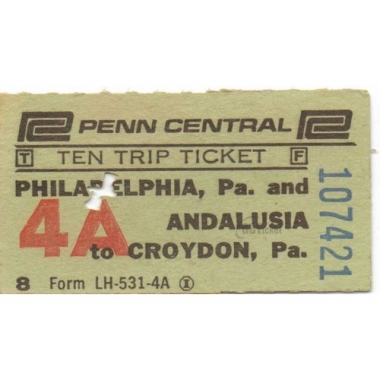 PENN CENTRAL
T TEN TRIP TICKET F
PHILADELPHIA, Pa. and
4A ANDALUSIA
to CROYDON, Pa.
8 Form LH-531-4A I
107421